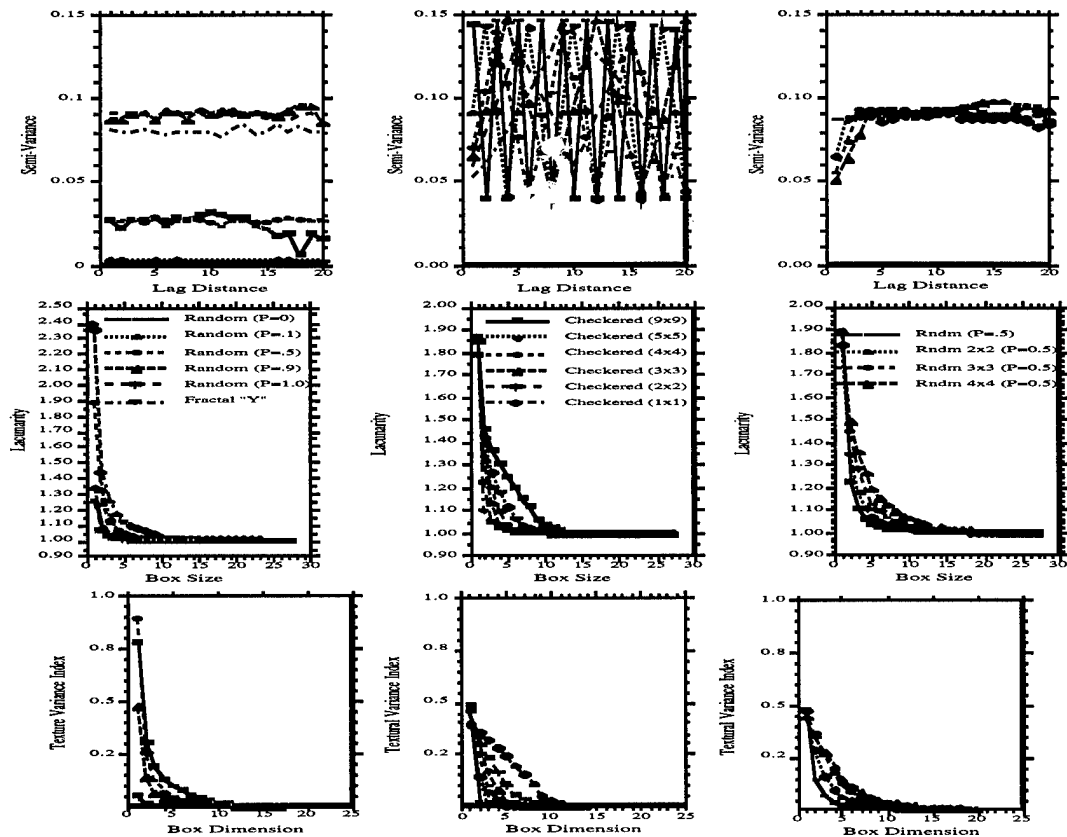 0.15
0.1
0.05
0
Semi-Variance
0 5 10 15 20
Lag Distance
0.15
0.10
0.05
0.00
Semi-Variance
0 5 10 15 20
Lag Distance
0.15
0.10
0.05
0.00
Semi-Variance
0 5 10 15 20
Lag Distance
2.50
2.40
2.30
2.20
2.10
2.00
1.90
1.80
1.70
1.60
1.50
1.40
1.30
1.20
1.10
1.00
0.90
Lacunarity
Random (P=0)
Random (P=.1)
Random (P=.5)
Random (P=.9)
Random (P=1.0)
Fractal "Y"
0 5 10 15 20 25 30
Box Size
2.00
1.90
1.80
1.70
1.60
1.50
1.40
1.30
1.20
1.10
1.00
0.90
Lacunarity
Checkered (9x9)
Checkered (5x5)
Checkered (4x4)
Checkered (3x3)
Checkered (2x2)
Checkered (1x1)
0 5 10 15 20 25 30
Box Size
2.00
1.90
1.80
1.70
1.60
1.50
1.40
1.30
1.20
1.10
1.00
0.90
Lacunarity
Rndm (P=.5)
Rndm 2x2 (P=0.5)
Rndm 3x3 (P=0.5)
Rndm 4x4 (P=0.5)
0 5 10 15 20 25 30
Box Size
1.0
0.8
0.5
0.2
Texture Variance Index
0 5 10 15 20 25
Box Dimension
1.0
0.8
0.5
0.2
Textural Variance Index
0 5 10 15 20 25
Box Dimension
1.0
0.8
0.5
0.2
Textural Variance Index
0 5 10 15 20 25
Box Dimension